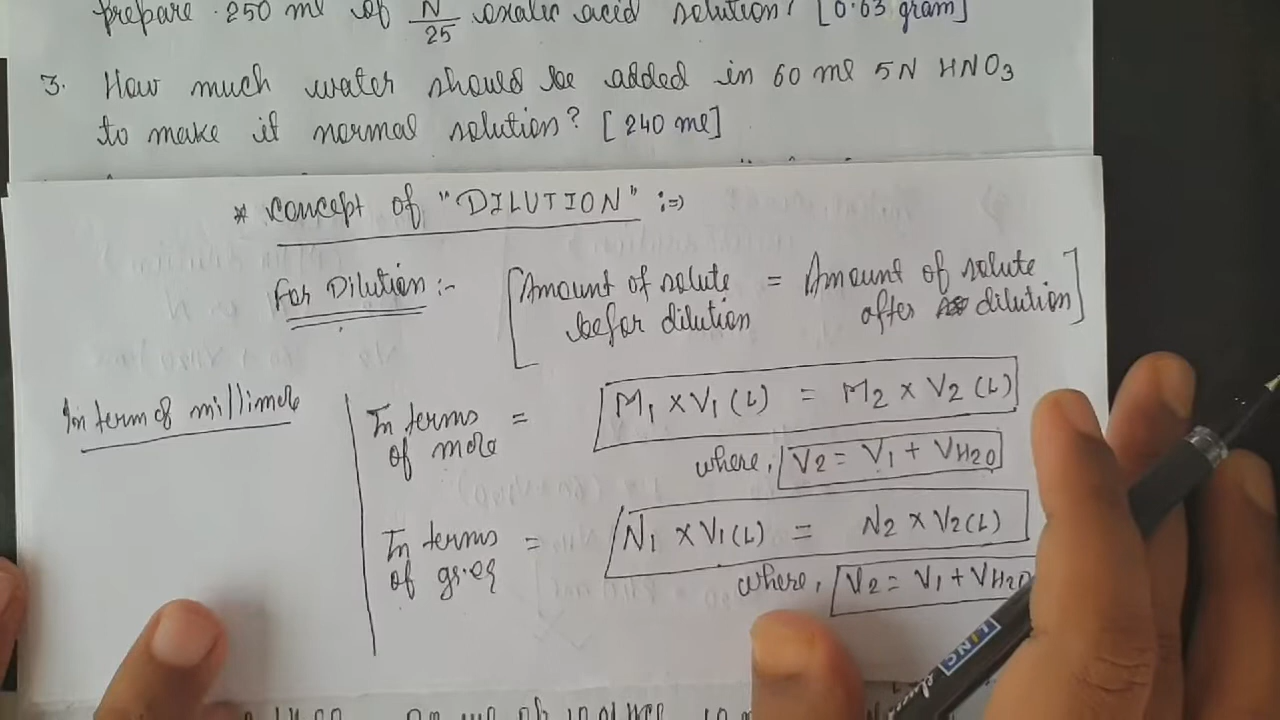 prepare 250 ml of N/25 oxalic acid solution? [0.63 gram]
3. How much water should be added in 60 ml 5N HNO3
to make it normal solution? [240 ml]
* Concept of "DILUTION" :⇒
For Dilution :- [Amount of solute = Amount of solute
befor dilution after dilution]
In term of millimole
In terms of mole = M1 × V1 (L) = M2 × V2 (L)
where, V2 = V1 + VH2O
In terms of gr.eq = N1 × V1 (L) = N2 × V2 (L)
where, V2 = V1 + VH2O
LINC